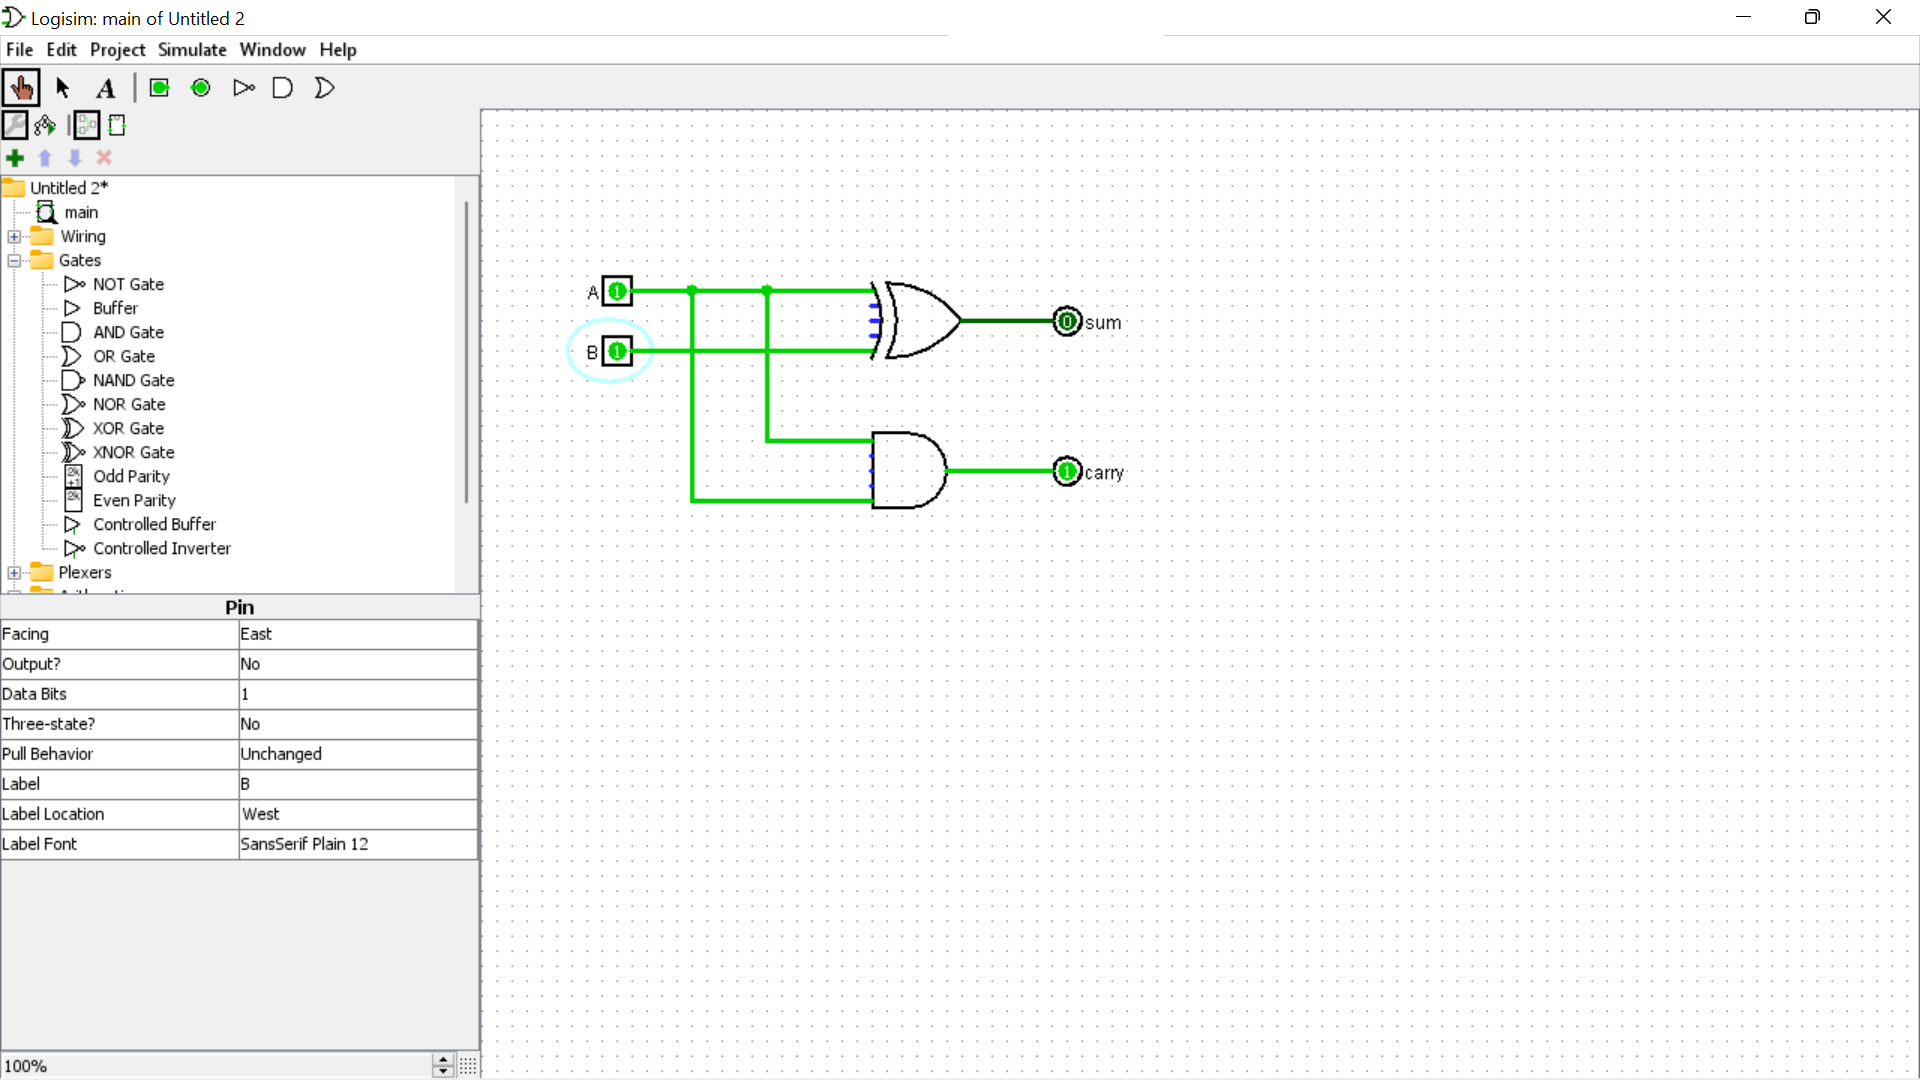 Logisim: main of Untitled 2
File Edit Project Simulate Window Help
A
Untitled 2*
main
Wiring
Gates
NOT Gate
Buffer
AND Gate
OR Gate
NAND Gate
NOR Gate
XOR Gate
XNOR Gate
2k+1 Odd Parity
2k Even Parity
Controlled Buffer
Controlled Inverter
Plexers
Pin
Facing East
Output? No
Data Bits 1
Three-state? No
Pull Behavior Unchanged
Label B
Label Location West
Label Font SansSerif Plain 12
100%
A 1
0 sum
B 1
1 carry